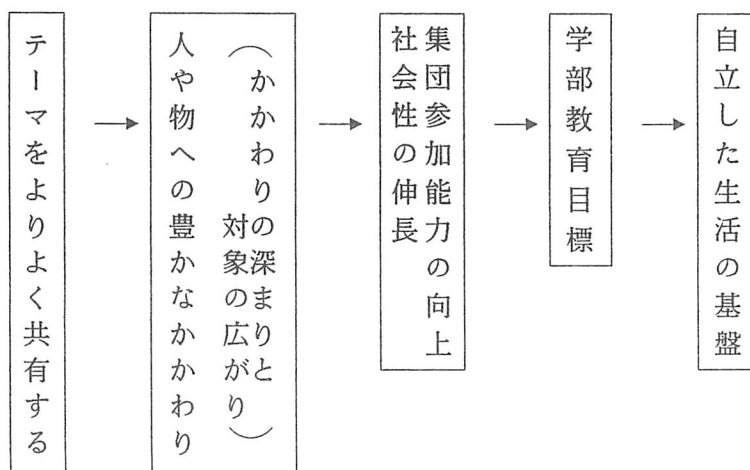 テーマをよりよく共有する
（かかわりの深まりと
対象の広がり）
人や物への豊かなかかわり
集団参加能力の向上
社会性の伸長
学部教育目標
自立した生活の基盤